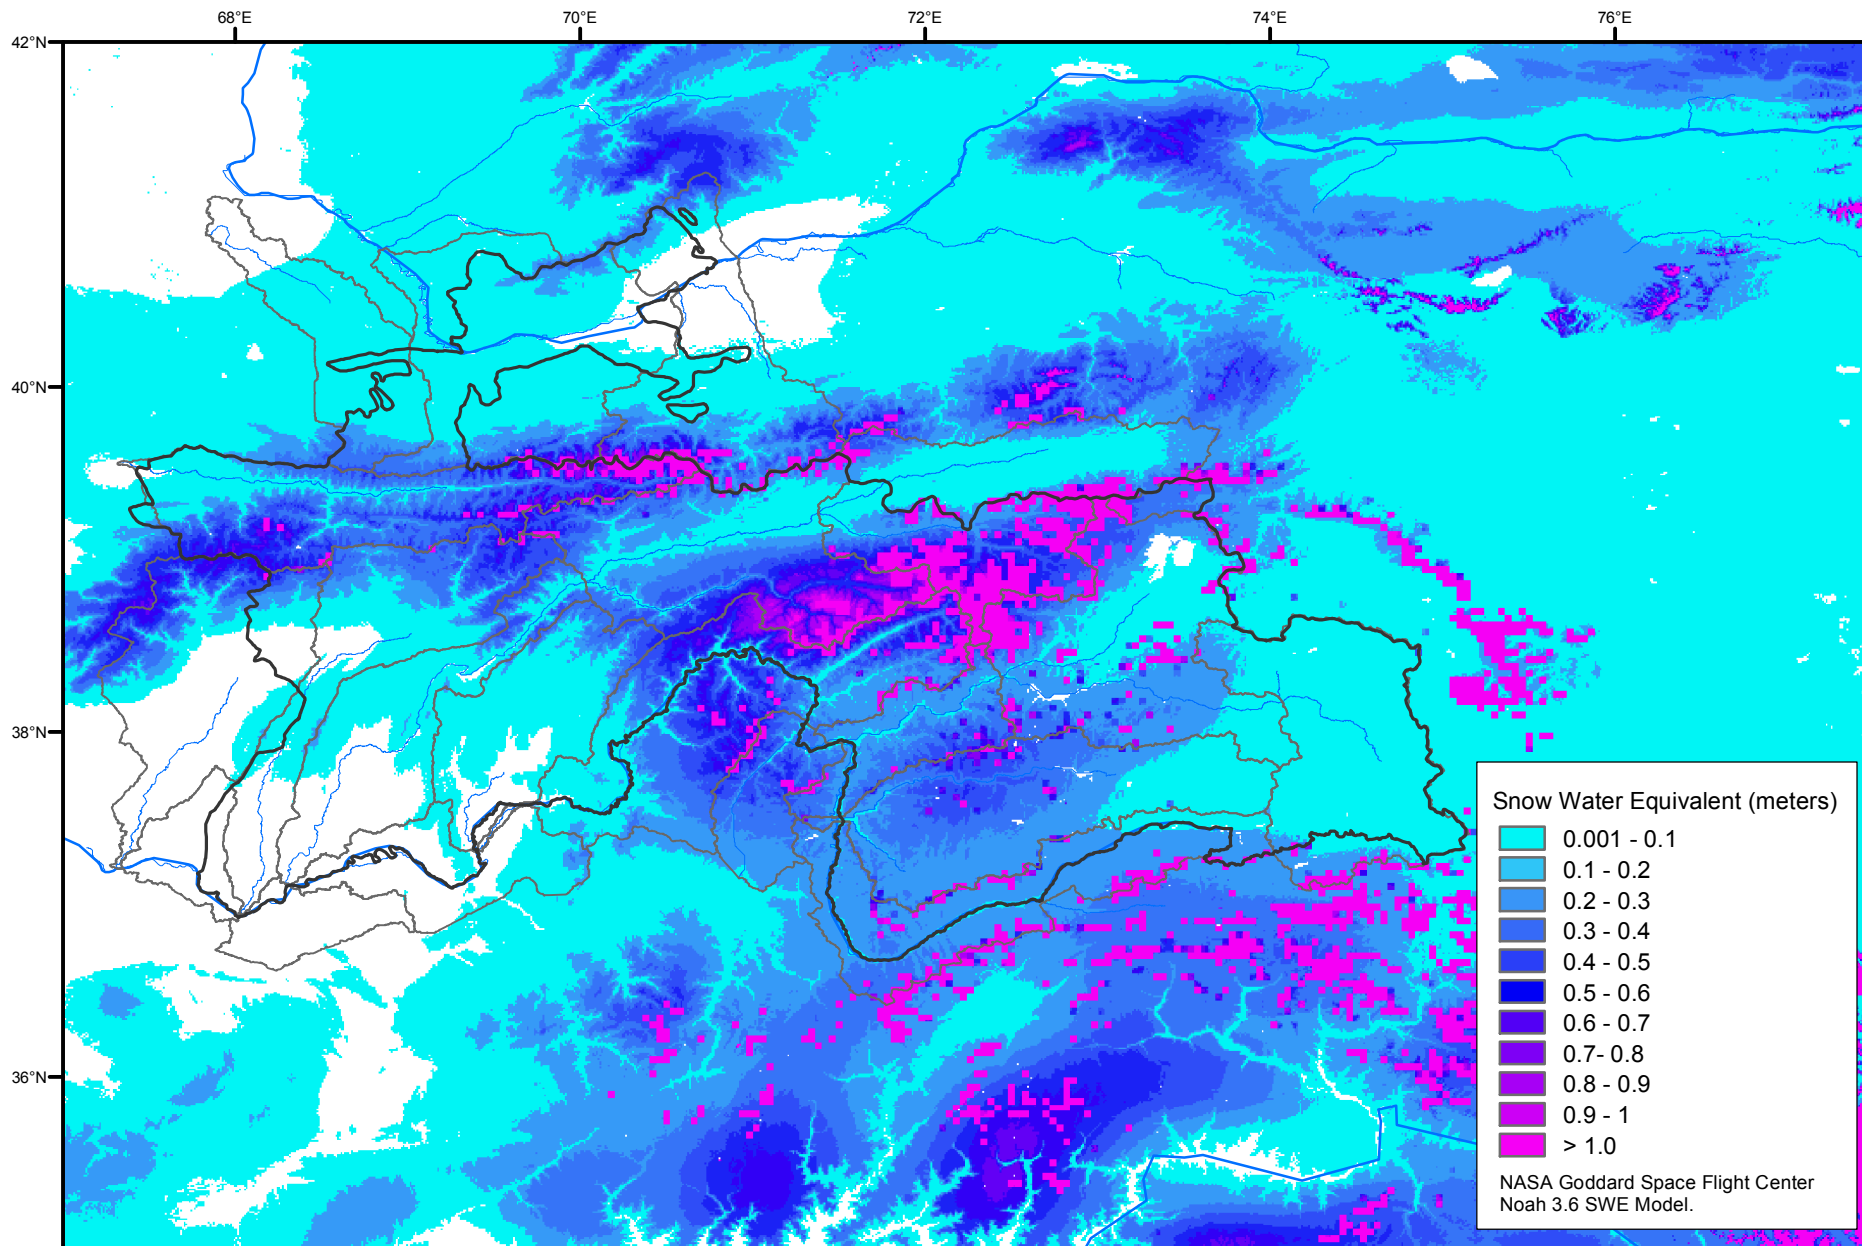 68°E 70°E 72°E 74°E 76°E
42°N
40°N
38°N
36°N
Snow Water Equivalent (meters)
0.001 - 0.1
0.1 - 0.2
0.2 - 0.3
0.3 - 0.4
0.4 - 0.5
0.5 - 0.6
0.6 - 0.7
0.7- 0.8
0.8 - 0.9
0.9 - 1
> 1.0
NASA Goddard Space Flight Center
Noah 3.6 SWE Model.